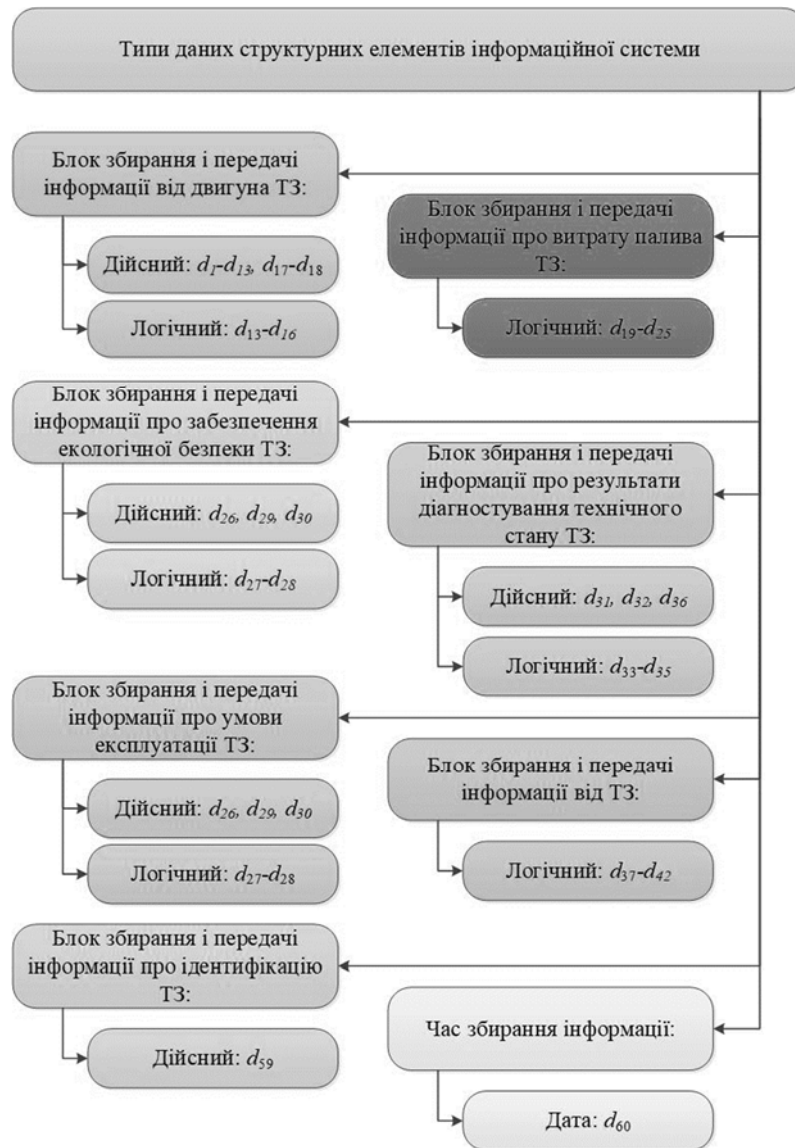 Типи даних структурних елементів інформаційної системи
Блок збирання і передачі
інформації від двигуна ТЗ:
Дійсний: d1-d13, d17-d18
Логічний: d13-d16
Блок збирання і передачі
інформації про витрату палива
ТЗ:
Логічний: d19-d25
Блок збирання і передачі
інформації про забезпечення
екологічної безпеки ТЗ:
Дійсний: d26, d29, d30
Логічний: d27-d28
Блок збирання і передачі
інформації про результати
діагностування технічного
стану ТЗ:
Дійсний: d31, d32, d36
Логічний: d33-d35
Блок збирання і передачі
інформації про умови
експлуатації ТЗ:
Дійсний: d26, d29, d30
Логічний: d27-d28
Блок збирання і передачі
інформації від ТЗ:
Логічний: d37-d42
Блок збирання і передачі
інформації про ідентифікацію
ТЗ:
Дійсний: d59
Час збирання інформації:
Дата: d60